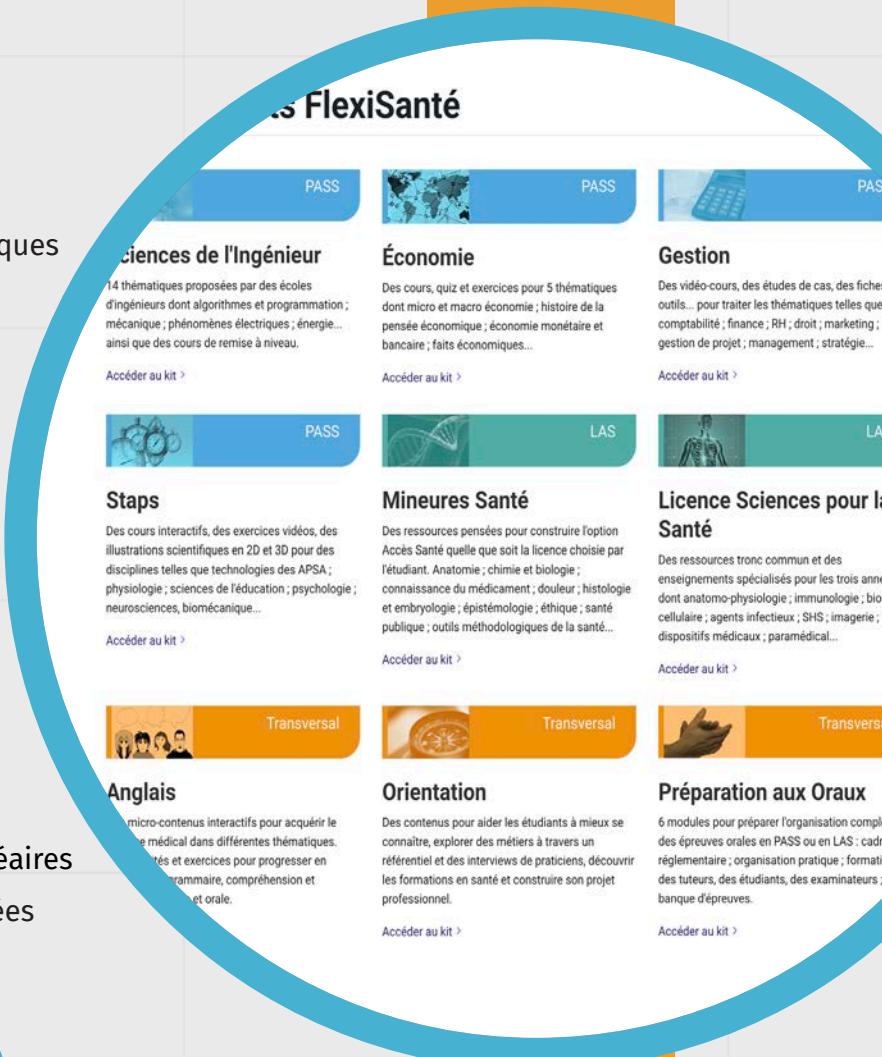 FlexiSanté
PASS
Sciences de l'Ingénieur
14 thématiques proposées par des écoles
d'ingénieurs dont algorithmes et programmation ;
mécanique ; phénomènes électriques ; énergie...
ainsi que des cours de remise à niveau.
Accéder au kit >
PASS
Économie
Des cours, quiz et exercices pour 5 thématiques
dont micro et macro économie ; histoire de la
pensée économique ; économie monétaire et
bancaire ; faits économiques...
Accéder au kit >
PAS
Gestion
Des vidéo-cours, des études de cas, des fiches
outils... pour traiter les thématiques telles que
comptabilité ; finance ; RH ; droit ; marketing ;
gestion de projet ; management ; stratégie...
Accéder au kit >
PASS
Staps
Des cours interactifs, des exercices vidéos, des
illustrations scientifiques en 2D et 3D pour des
disciplines telles que technologies des APSA ;
physiologie ; sciences de l'éducation ; psychologie ;
neurosciences, biomécanique...
Accéder au kit >
LAS
Mineures Santé
Des ressources pensées pour construire l'option
Accès Santé quelle que soit la licence choisie par
l'étudiant. Anatomie ; chimie et biologie ;
connaissance du médicament ; douleur ; histologie
et embryologie ; épistémologie ; éthique ; santé
publique ; outils méthodologiques de la santé...
Accéder au kit >
LA
Licence Sciences pour la
Santé
Des ressources tronc commun et des
enseignements spécialisés pour les trois anné
dont anatomo-physiologie ; immunologie ; bio
cellulaire ; agents infectieux ; SHS ; imagerie ;
dispositifs médicaux ; paramédical...
Accéder au kit >
Transversal
Anglais
micro-contenus interactifs pour acquérir le
médical dans différentes thématiques.
tés et exercices pour progresser en
rammaire, compréhension et
et orale.
Transversal
Orientation
Des contenus pour aider les étudiants à mieux se
connaître, explorer des métiers à travers un
référentiel et des interviews de praticiens, découvrir
les formations en santé et construire son projet
professionnel.
Accéder au kit >
Transversa
Préparation aux Oraux
6 modules pour préparer l'organisation complè
des épreuves orales en PASS ou en LAS : cadr
réglementaire ; organisation pratique ; formati
des tuteurs, des étudiants, des examinateurs ;
banque d'épreuves.
Accéder au kit >
ques
éaires
ées